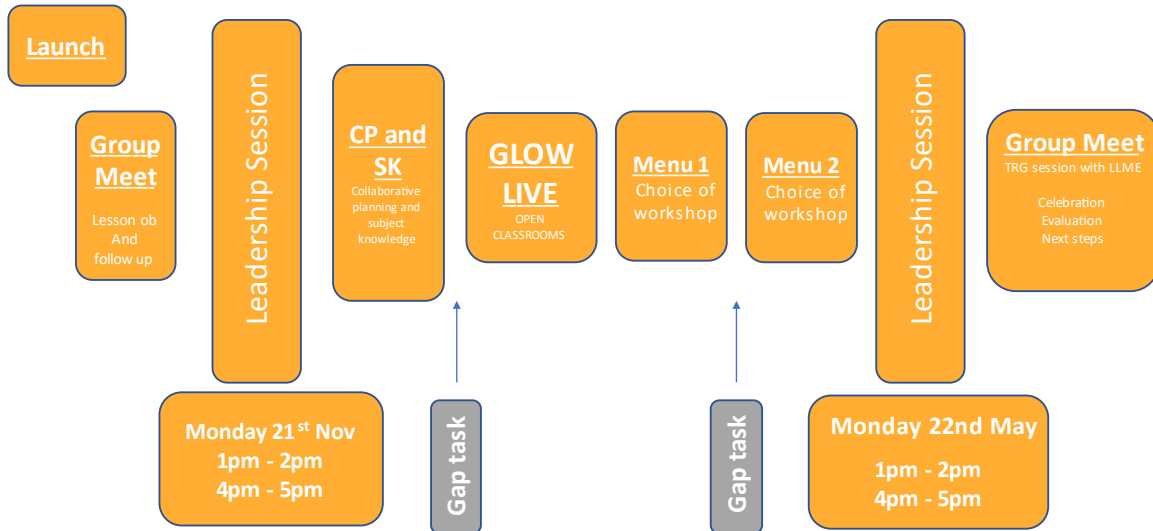 Launch
Group
Meet
Lesson ob
And
follow up
Leadership Session
Monday 21st Nov
1pm - 2pm
4pm - 5pm
CP and
SK
Collaborative
planning and
subject
knowledge
Gap task
GLOW
LIVE
OPEN
CLASSROOMS
Menu 1
Choice of
workshop
Gap task
Menu 2
Choice of
workshop
Leadership Session
Monday 22nd May
1pm - 2pm
4pm - 5pm
Group Meet
TRG session with LLME
Celebration
Evaluation
Next steps